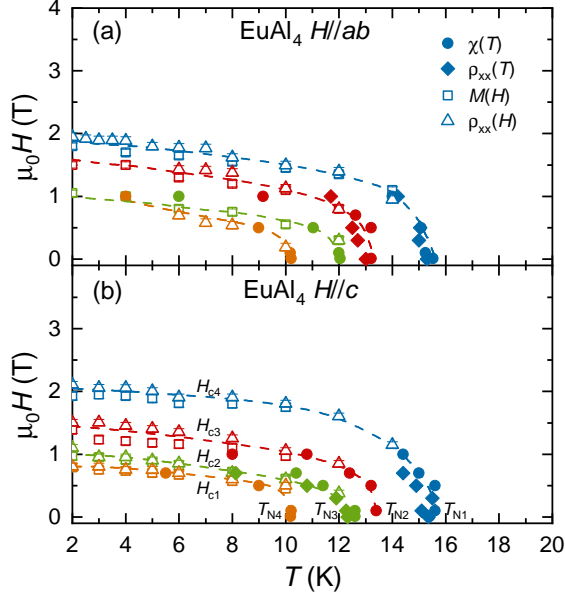 (a) EuAl4 H//ab
χ(T)
ρxx(T)
M(H)
ρxx(H)
μ0H (T)
4
3
2
1
0
(b) EuAl4 H//c
Hc4
Hc3
Hc2
Hc1
TN4 TN3 TN2 TN1
μ0H (T)
3
2
1
0
2 4 6 8 10 12 14 16 18 20
T (K)